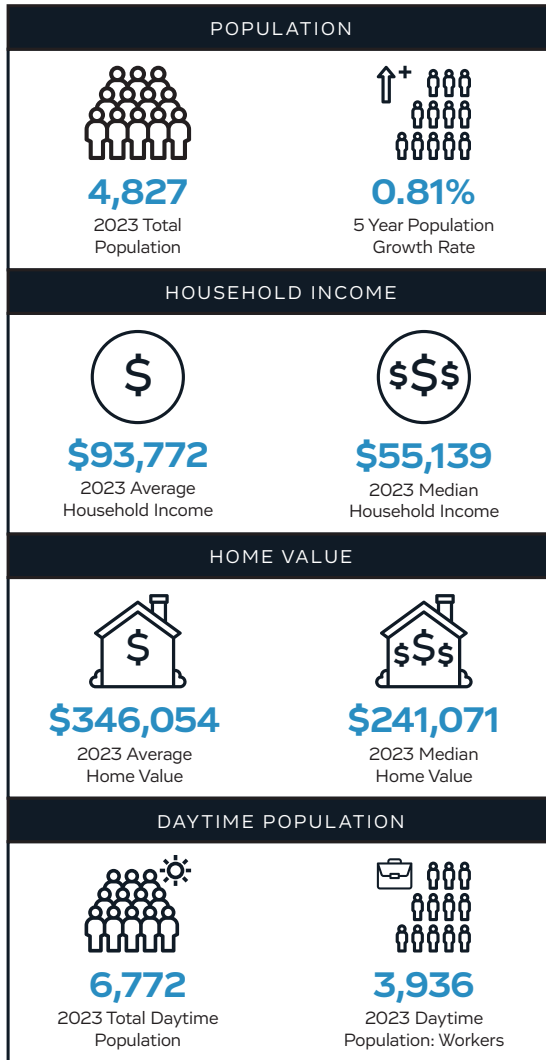 POPULATION
4,827
2023 Total
Population
0.81%
5 Year Population
Growth Rate
HOUSEHOLD INCOME
$
$93,772
2023 Average
Household Income
$$$
$55,139
2023 Median
Household Income
HOME VALUE
$
$346,054
2023 Average
Home Value
$$$
$241,071
2023 Median
Home Value
DAYTIME POPULATION
6,772
2023 Total Daytime
Population
3,936
2023 Daytime
Population: Workers